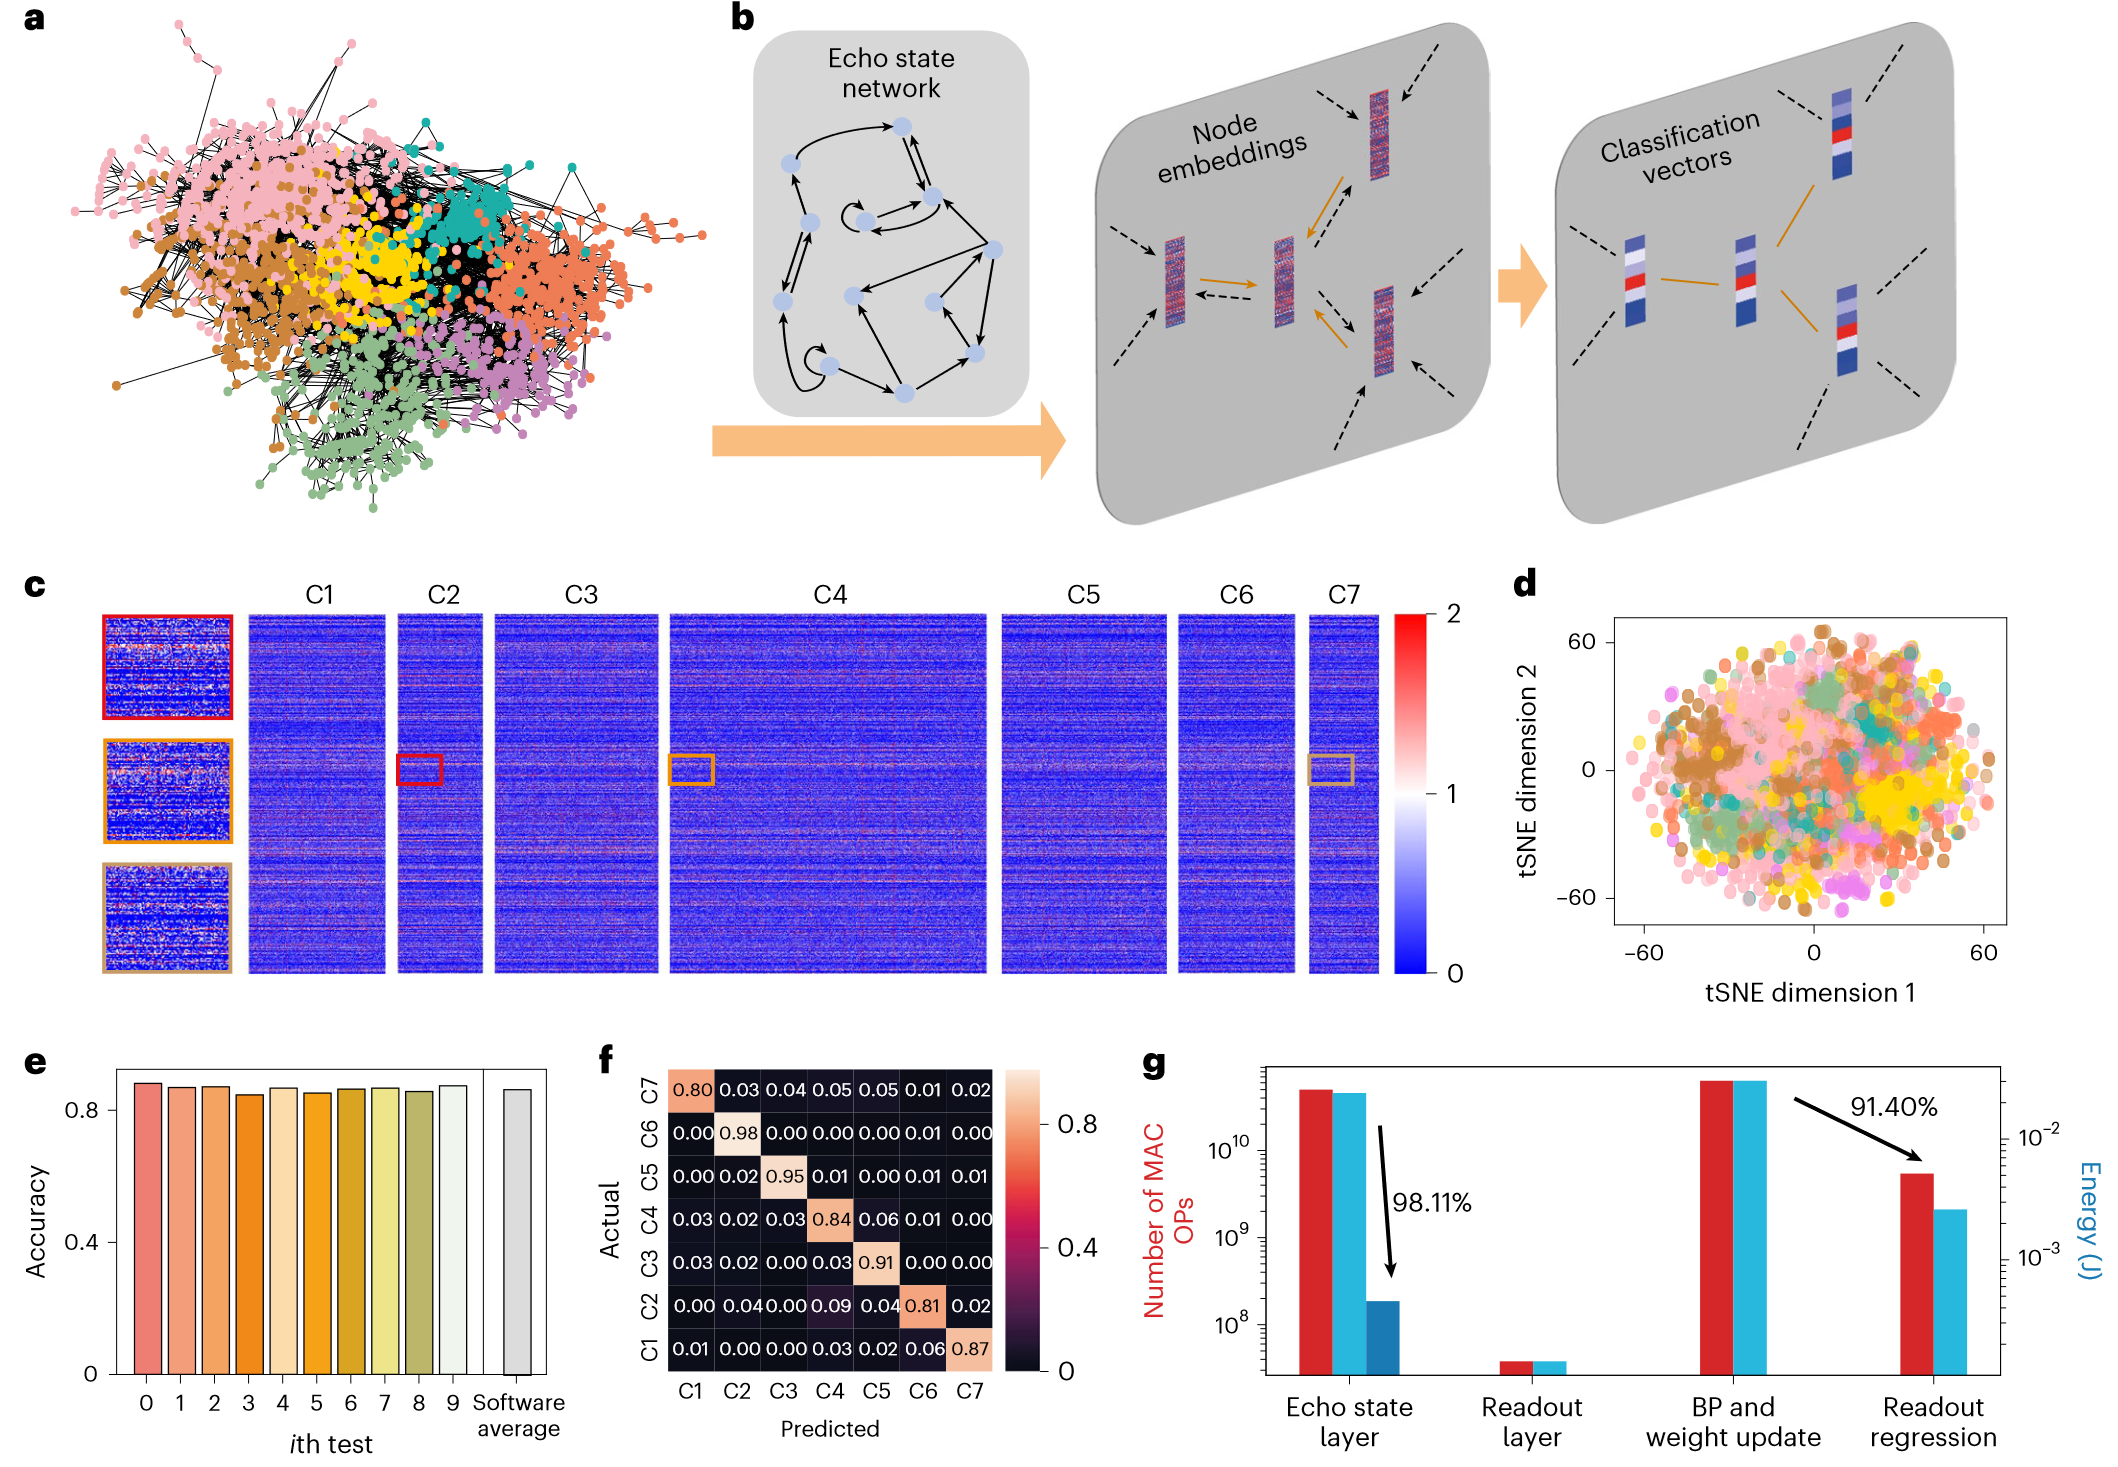 a
b
Echo state
network
Node
embeddings
Classification
vectors
c
C1 C2 C3 C4 C5 C6 C7
2
1
0
d
tSNE dimension 2
60
0
−60
−60 0 60
tSNE dimension 1
e
Accuracy
0.8
0.4
0
0 1 2 3 4 5 6 7 8 9 Software
average
ith test
f
Actual
C7 0.80 0.03 0.04 0.05 0.05 0.01 0.02
C6 0.00 0.98 0.00 0.00 0.00 0.01 0.00
C5 0.00 0.02 0.95 0.01 0.00 0.01 0.01
C4 0.03 0.02 0.03 0.84 0.06 0.01 0.00
C3 0.03 0.02 0.00 0.03 0.91 0.00 0.00
C2 0.00 0.04 0.00 0.09 0.04 0.81 0.02
C1 0.01 0.00 0.00 0.03 0.02 0.06 0.87
C1 C2 C3 C4 C5 C6 C7
Predicted
0.8
0.4
0
g
Number of MAC
OPs
10^10
10^9
10^8
98.11%
91.40%
10^−2
10^−3
Energy (J)
Echo state
layer
Readout
layer
BP and
weight update
Readout
regression